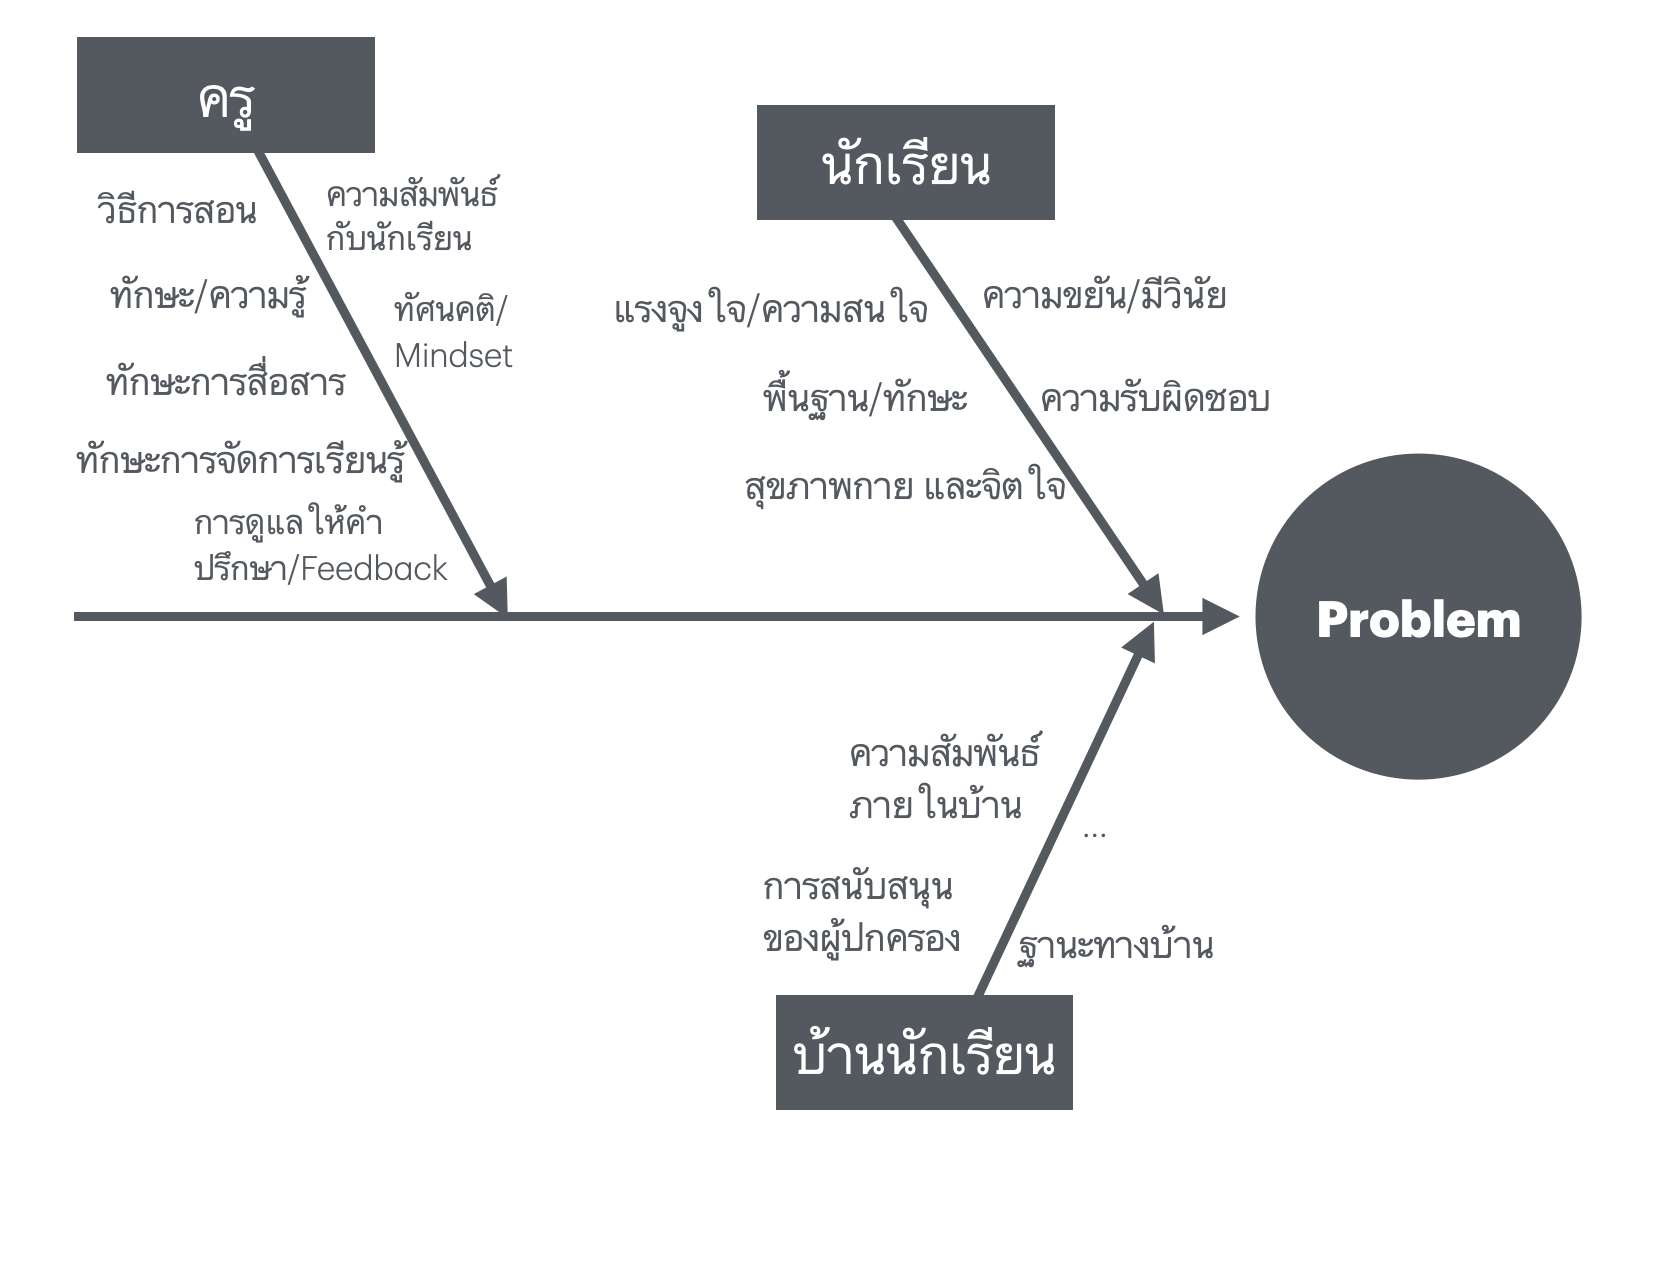 ครู
วิธีการสอน
ทักษะ/ความรู้
ทักษะการสื่อสาร
ทักษะการจัดการเรียนรู้
การดูแลให้คำ
ปรึกษา/Feedback
ความสัมพันธ์
กับนักเรียน
ทัศนคติ/
Mindset
นักเรียน
แรงจูงใจ/ความสนใจ
พื้นฐาน/ทักษะ
สุขภาพกาย และจิตใจ
ความขยัน/มีวินัย
ความรับผิดชอบ
Problem
ความสัมพันธ์
ภายในบ้าน
การสนับสนุน
ของผู้ปกครอง
...
ฐานะทางบ้าน
บ้านนักเรียน